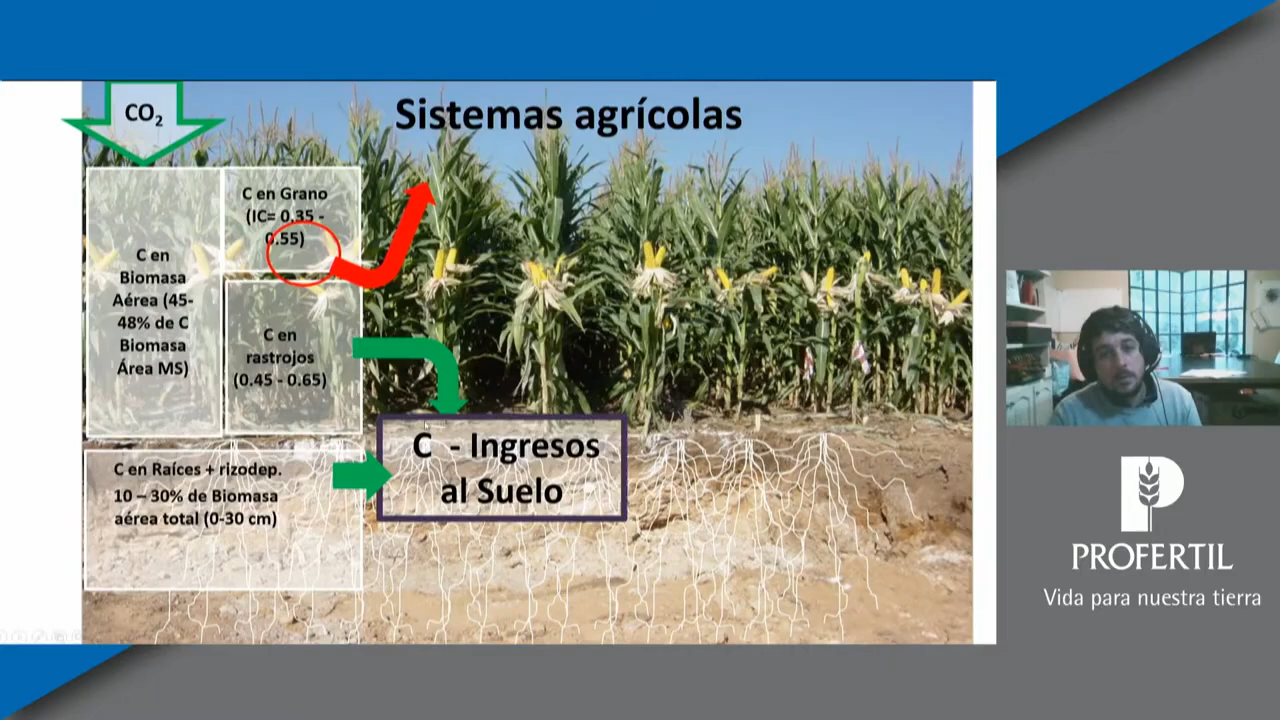 Sistemas agrícolas
CO₂
C en Grano
(IC= 0.35 -
0.55)
C en
Biomasa
Aérea (45-
48% de C
Biomasa
Área MS)
C en
rastrojos
(0.45 - 0.65)
C - Ingresos
al Suelo
C en Raíces + rizodep.
10 – 30% de Biomasa
aérea total (0-30 cm)
PROFERTIL
Vida para nuestra tierra